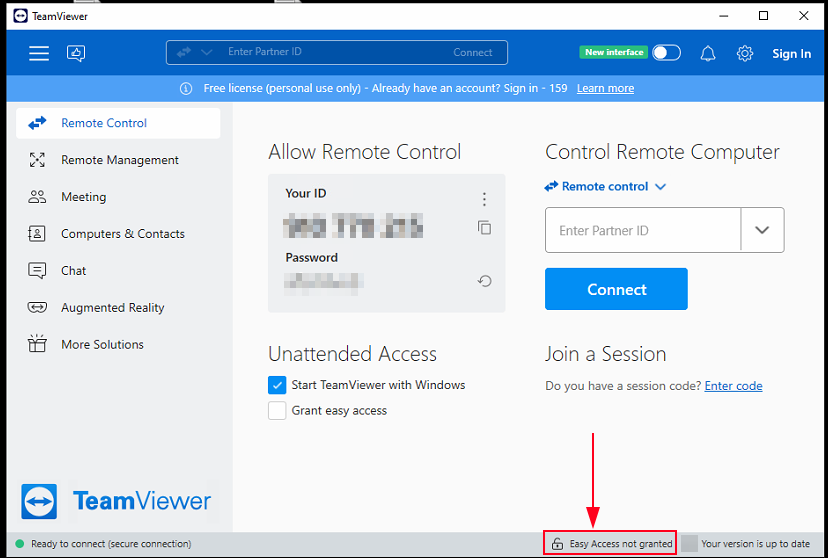 TeamViewer
Enter Partner ID Connect New interface Sign In
Free license (personal use only) - Already have an account? Sign in - 159 Learn more
Remote Control
Remote Management
Meeting
Computers & Contacts
Chat
Augmented Reality
More Solutions
TeamViewer
Allow Remote Control
Your ID
Password
Unattended Access
Start TeamViewer with Windows
Grant easy access
Control Remote Computer
Remote control
Enter Partner ID
Connect
Join a Session
Do you have a session code? Enter code
Ready to connect (secure connection) Easy Access not granted Your version is up to date